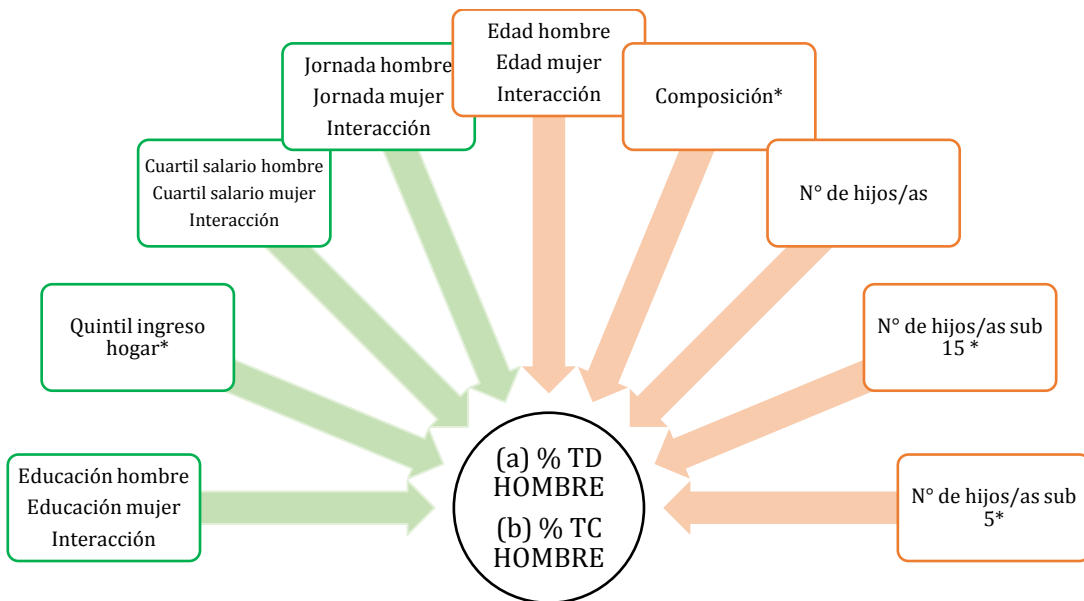 Edad hombre
Edad mujer
Interacción
Jornada hombre
Jornada mujer
Interacción
Composición*
Cuartil salario hombre
Cuartil salario mujer
Interacción
N° de hijos/as
Quintil ingreso
hogar*
N° de hijos/as sub
15 *
Educación hombre
Educación mujer
Interacción
(a) % TD
HOMBRE
(b) % TC
HOMBRE
N° de hijos/as sub
5*